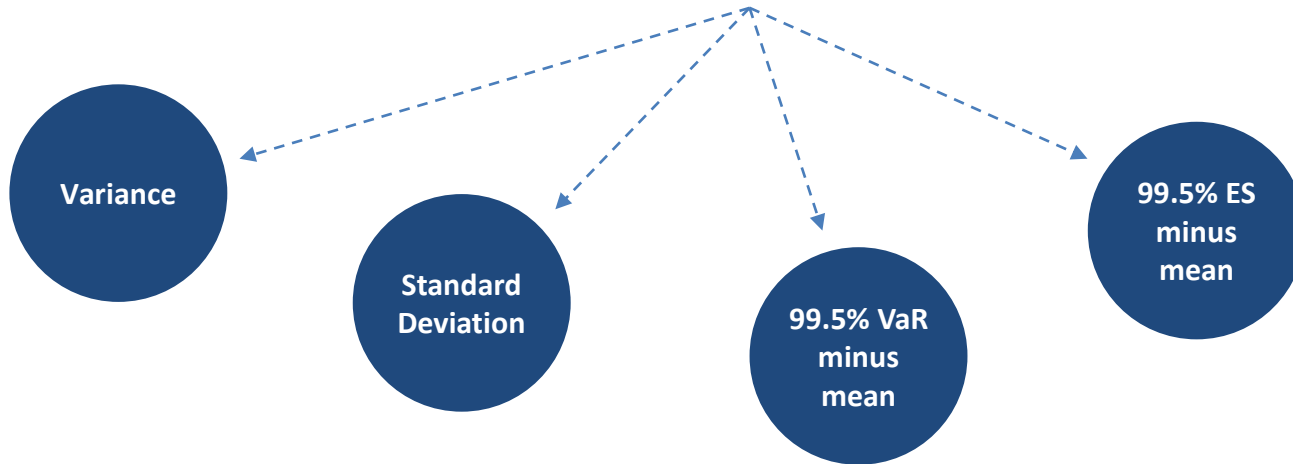 Variance
Standard
Deviation
99.5% VaR
minus
mean
99.5% ES
minus
mean